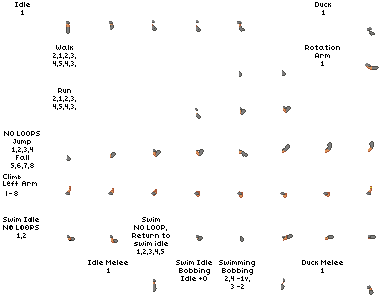 Idle
1
Duck
1
Walk
2,1,2,3,
4,5,4,3,
Rotation
Arm
1
Run
2,1,2,3,
4,5,4,3,
NO LOOPS
Jump
1,2,3,4
Fall
5,6,7,8
Climb
Left Arm
1-8
Swim Idle
NO LOOPS
1,2
Swim
NO LOOP,
Return to
swim idle
1,2,3,4,5
Swim Idle
Bobbing
Idle +0
Swimming
Bobbing
2,4 -1v,
3 -2
Idle Melee
1
Duck Melee
1